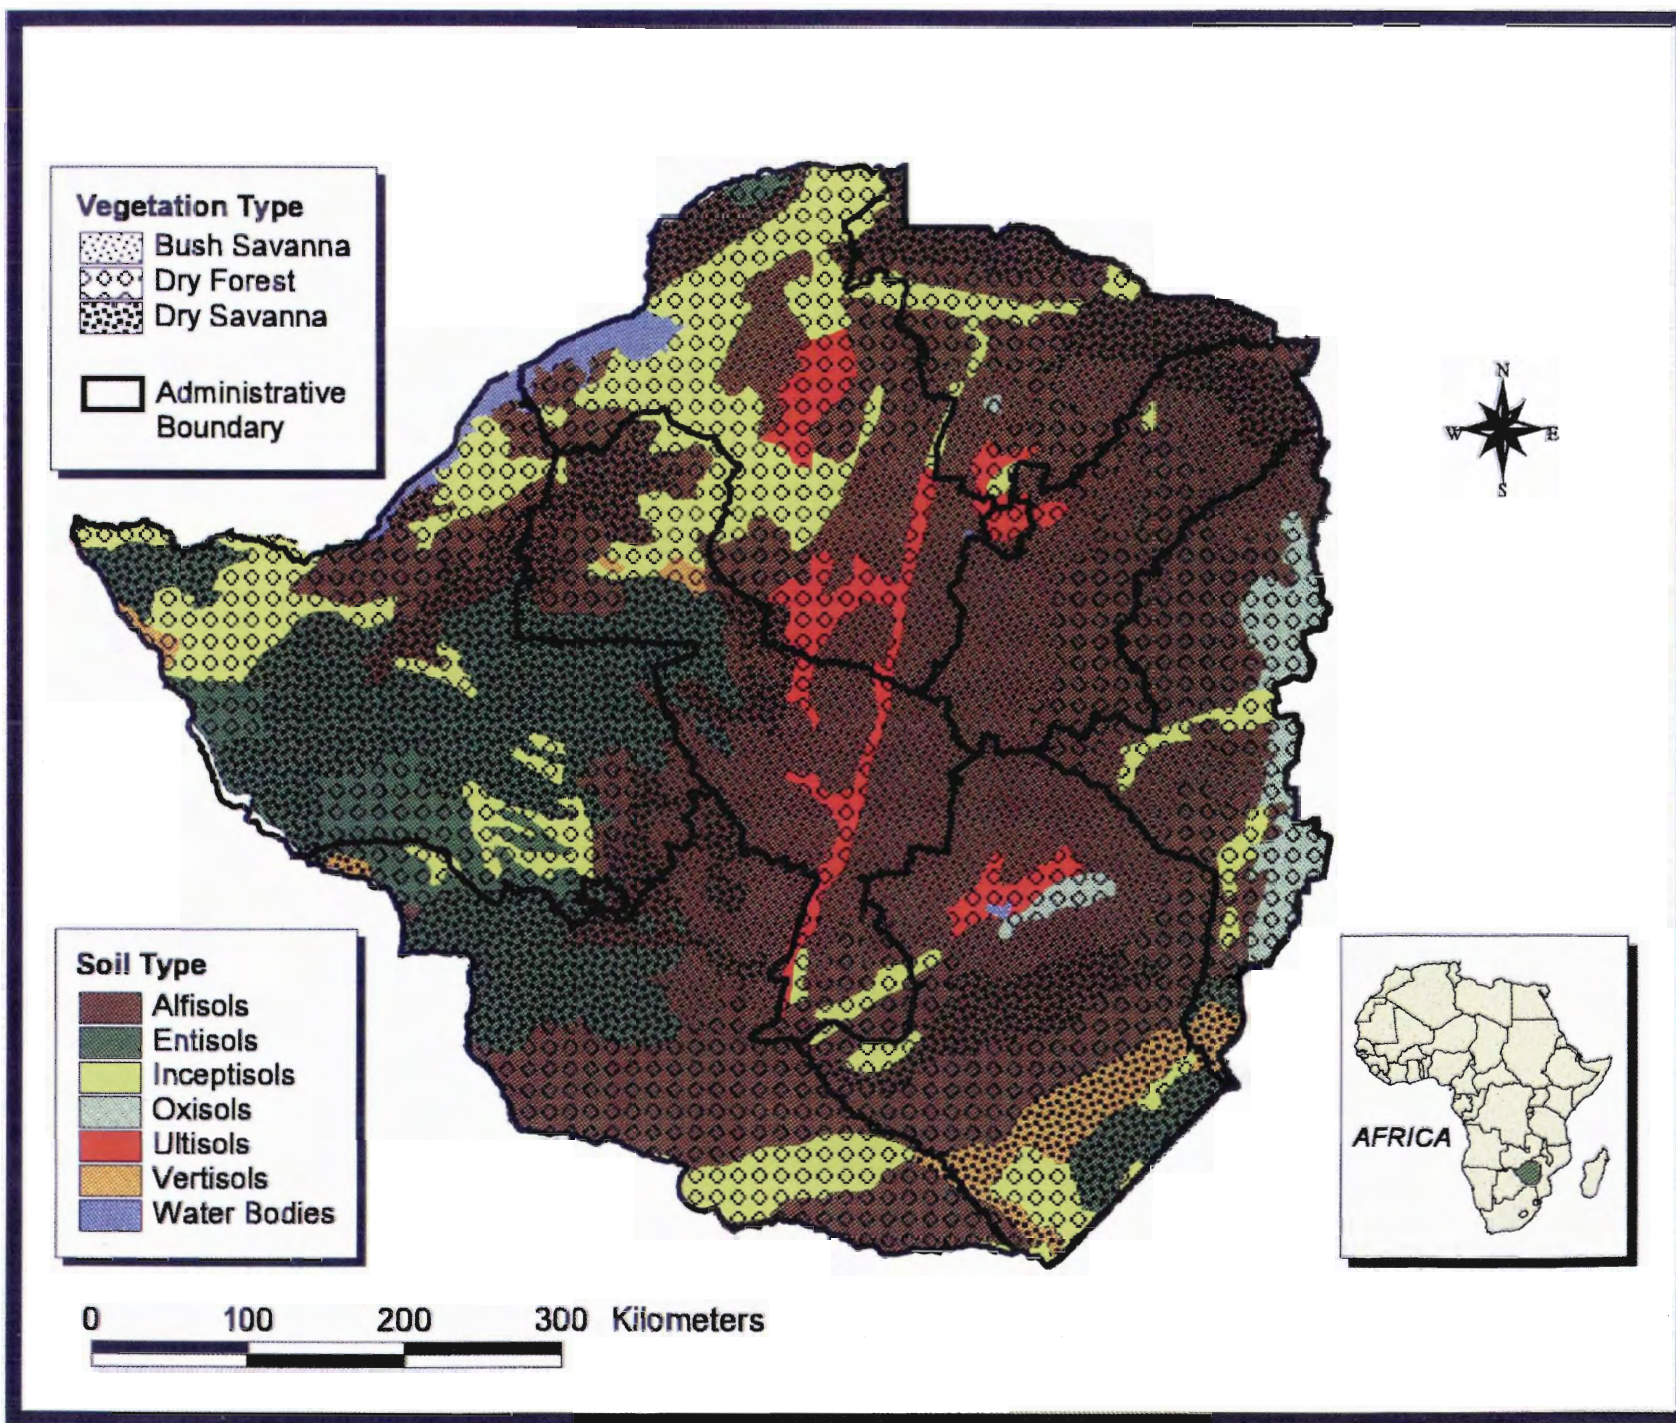 Vegetation Type
Bush Savanna
Dry Forest
Dry Savanna
Administrative
Boundary
N
W E
S
Soil Type
Alfisols
Entisols
Inceptisols
Oxisols
Ultisols
Vertisols
Water Bodies
AFRICA
0 100 200 300 Kilometers